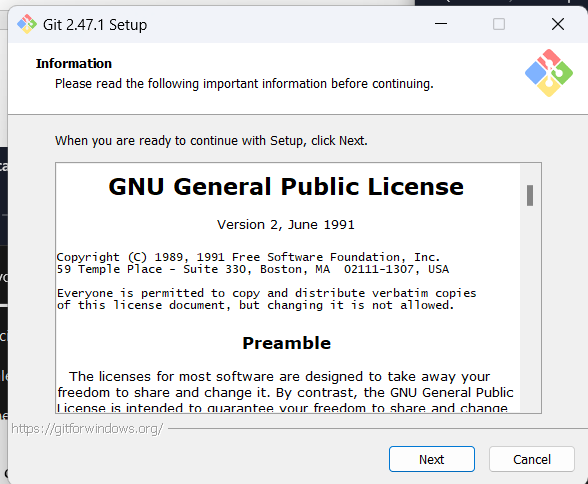 Git 2.47.1 Setup
Information
Please read the following important information before continuing.
When you are ready to continue with Setup, click Next.
GNU General Public License
Version 2, June 1991
Copyright (C) 1989, 1991 Free Software Foundation, Inc.
59 Temple Place - Suite 330, Boston, MA  02111-1307, USA
Everyone is permitted to copy and distribute verbatim copies
of this license document, but changing it is not allowed.
Preamble
The licenses for most software are designed to take away your
freedom to share and change it. By contrast, the GNU General Public
License is intended to guarantee your freedom to share and change
https://gitforwindows.org/
Next
Cancel